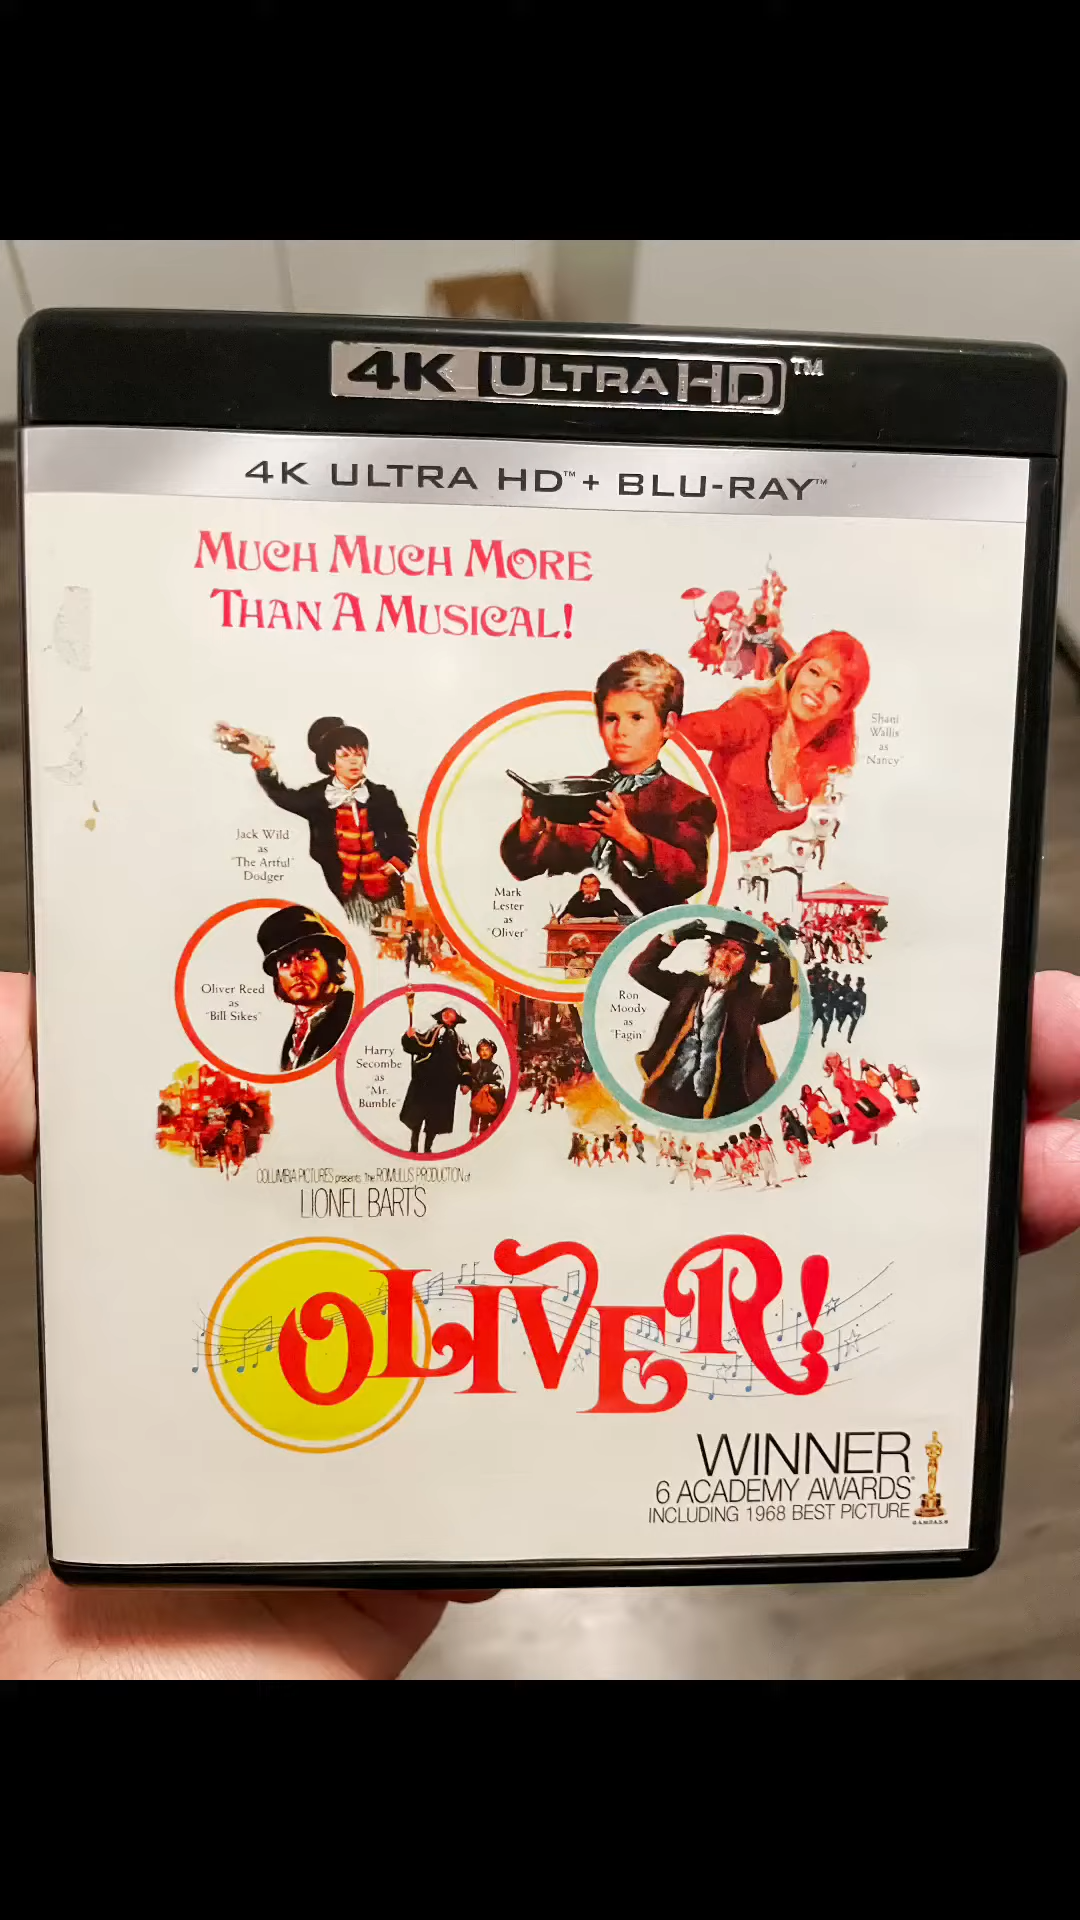 4K ULTRA HD™
4K ULTRA HD™ + BLU-RAY™
MUCH MUCH MORE
THAN A MUSICAL!
Shani
Wallis
as
"Nancy"
Jack Wild
as
"The Artful
Dodger
Mark
Lester
as
"Oliver"
Oliver Reed
as
"Bill Sikes"
Ron
Moody
as
"Fagin"
Harry
Secombe
as
"Mr.
Bumble"
COLUMBIA PICTURES presents The ROMULUS PRODUCTION of
LIONEL BART'S
OLIVER!
WINNER
6 ACADEMY AWARDS®
INCLUDING 1968 BEST PICTURE